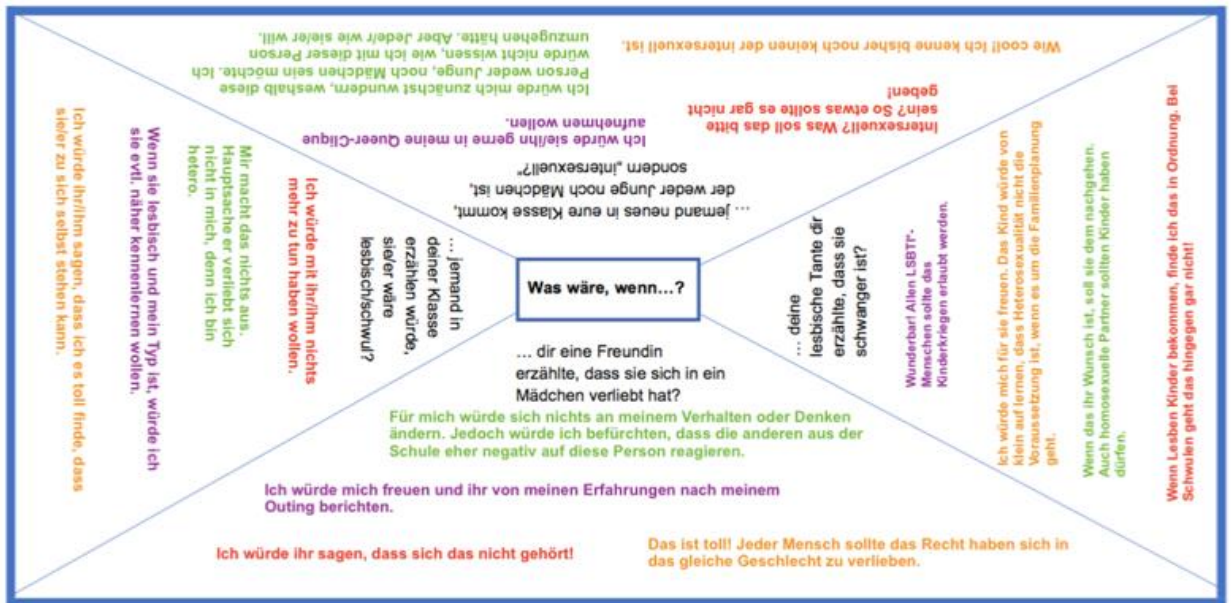 Was wäre, wenn…?
… jemand neues in eure Klasse kommt,
der weder Junge noch Mädchen ist,
sondern „intersexuell?“
Ich würde sie/ihn gerne in meine Queer-Clique
aufnehmen wollen.
Ich würde mich zunächst wundern, weshalb diese
Person weder Junge, noch Mädchen sein möchte. Ich
würde nicht wissen, wie ich mit dieser Person
umzugehen hätte. Aber Jede/r wie sie/er will.
Intersexuell? Was soll das bitte
sein? So etwas sollte es gar nicht
geben!
Wie cool! Ich kenne bisher noch keinen der intersexuell ist.
… deine
lesbische Tante dir
erzählte, dass sie
schwanger ist?
Wunderbar! Allen LSBTI*-
Menschen sollte das
Kinderkriegen erlaubt werden.
Ich würde mich für sie freuen. Das Kind würde von
klein auf lernen, dass Heterosexualität nicht die
Voraussetzung ist, wenn es um die Familienplanung
geht.
Wenn das ihr Wunsch ist, soll sie dem nachgehen.
Auch homosexuelle Partner sollten Kinder haben
dürfen.
Wenn Lesben Kinder bekommen, finde ich das in Ordnung. Bei
Schwulen geht das hingegen gar nicht!
… dir eine Freundin
erzählte, dass sie sich in ein
Mädchen verliebt hat?
Für mich würde sich nichts an meinem Verhalten oder Denken
ändern. Jedoch würde ich befürchten, dass die anderen aus der
Schule eher negativ auf diese Person reagieren.
Ich würde mich freuen und ihr von meinen Erfahrungen nach meinem
Outing berichten.
Ich würde ihr sagen, dass sich das nicht gehört!
Das ist toll! Jeder Mensch sollte das Recht haben sich in
das gleiche Geschlecht zu verlieben.
… jemand in
deiner Klasse
erzählen würde,
sie/er wäre
lesbisch/schwul?
Ich würde mit ihr/ihm nichts
mehr zu tun haben wollen.
Mir macht das nichts aus.
Hauptsache er verliebt sich
nicht in mich, denn ich bin
hetero.
Wenn sie lesbisch und mein Typ ist, würde ich
sie evtl. näher kennenlernen wollen.
Ich würde ihr/ihm sagen, dass ich es toll finde, dass
sie/er zu sich selbst stehen kann.